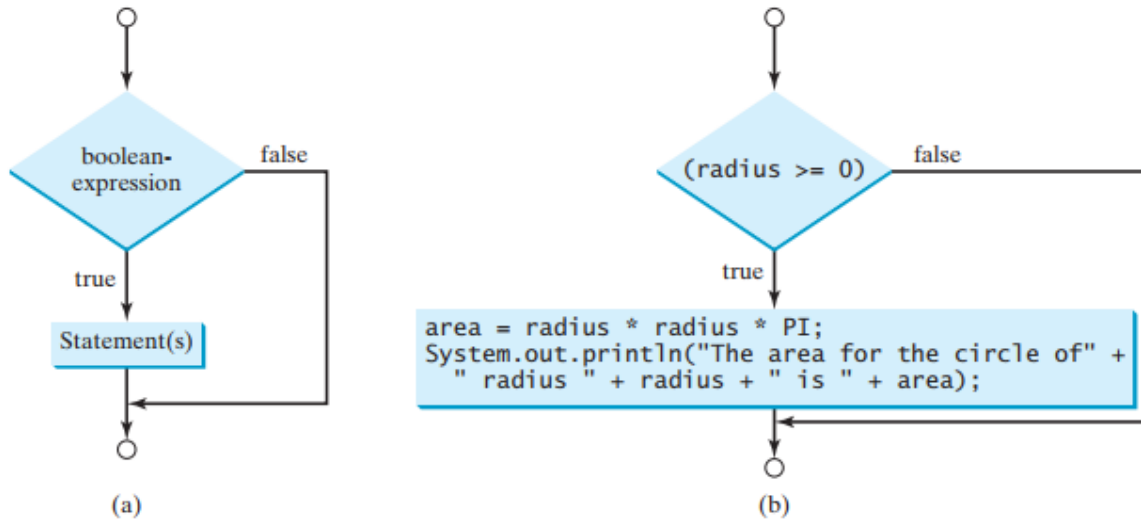 boolean-
expression
false
true
Statement(s)
(a)
(radius >= 0)
false
true
area = radius * radius * PI;
System.out.println("The area for the circle of" +
" radius " + radius + " is " + area);
(b)